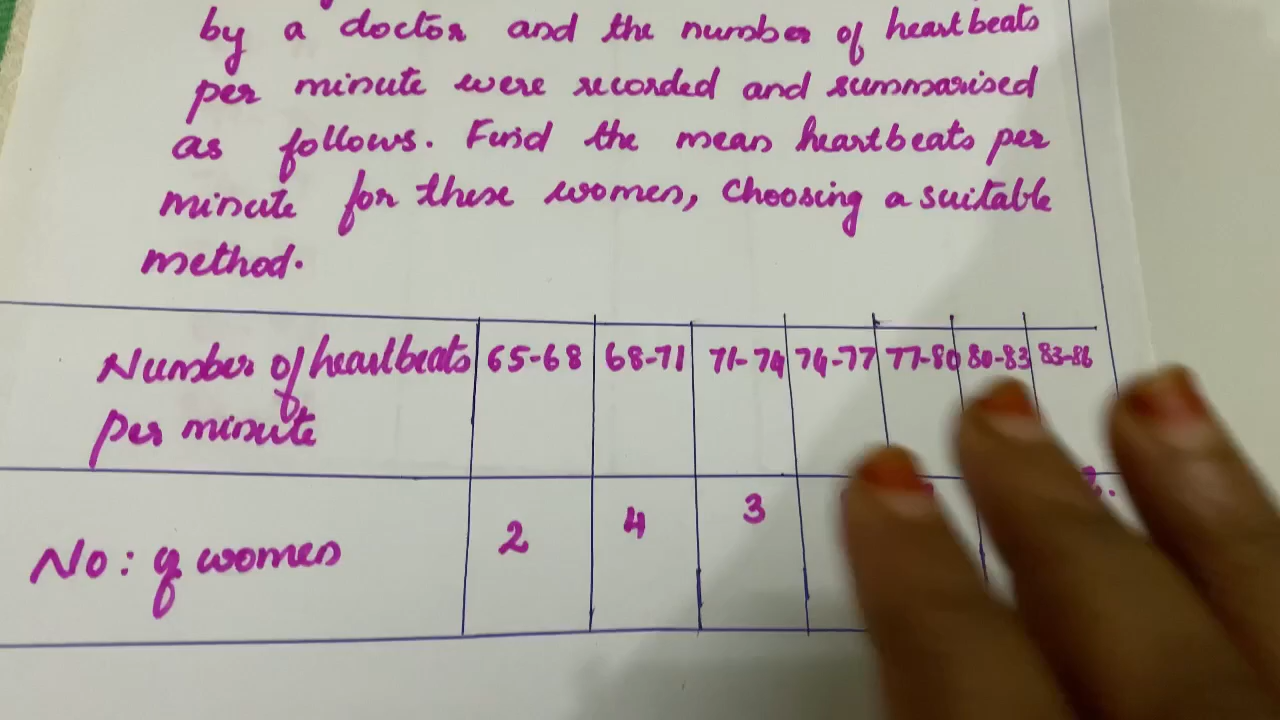 by a doctor and the number of heartbeats
per minute were recorded and summarised
as follows. Find the mean heartbeats per
minute for these women, choosing a suitable
method.
Number of heartbeats per minute 65-68 68-71 71-74 74-77 77-80 80-83 83-86
No: of women 2 4 3